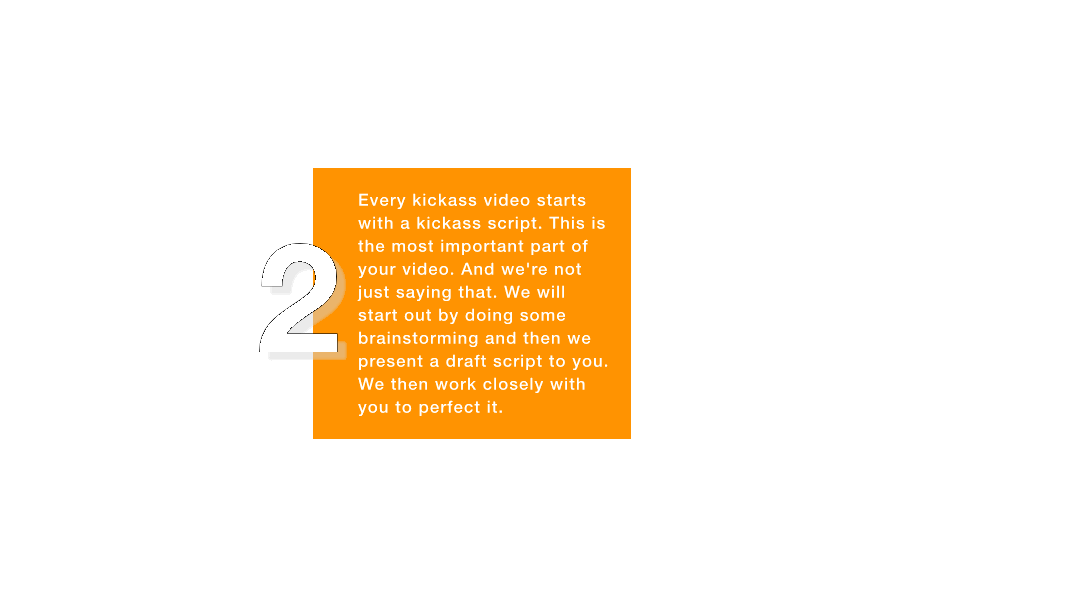 2
Every kickass video starts
with a kickass script. This is
the most important part of
your video. And we're not
just saying that. We will
start out by doing some
brainstorming and then we
present a draft script to you.
We then work closely with
you to perfect it.